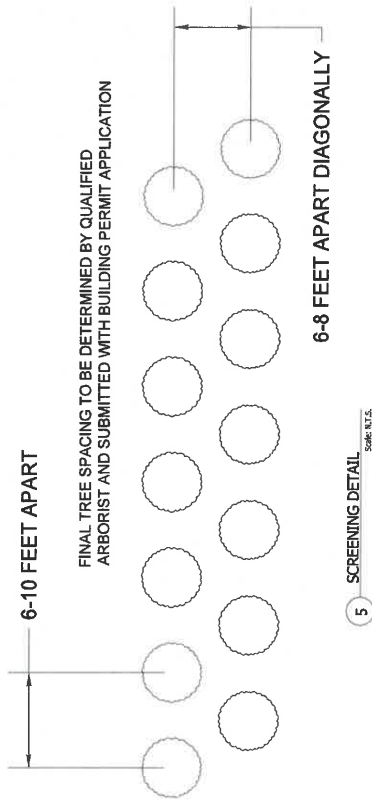 6-10 FEET APART
FINAL TREE SPACING TO BE DETERMINED BY QUALIFIED
ARBORIST AND SUBMITTED WITH BUILDING PERMIT APPLICATION
6-8 FEET APART DIAGONALLY
5 SCREENING DETAIL
Scale: N.T.S.